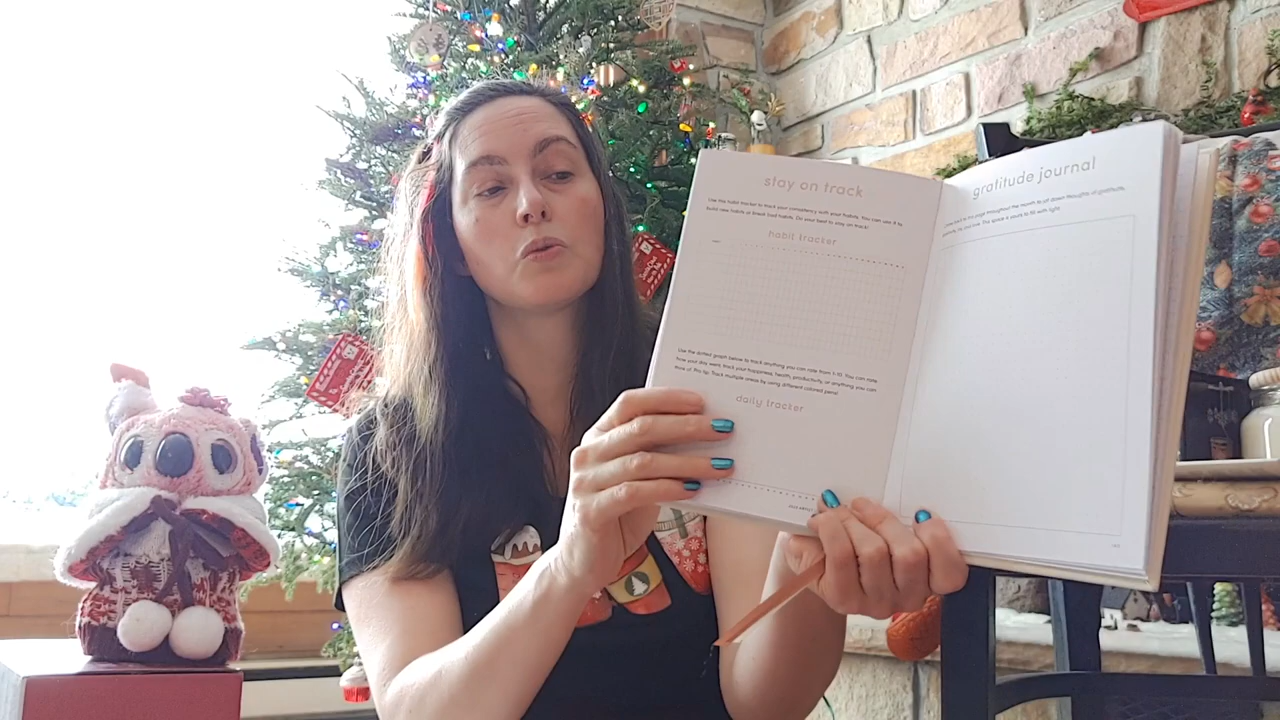 stay on track
Use this habit tracker to track your consistency with your habits. You can use it to
build new habits or break bad habits. Do your best to stay on track!
habit tracker
Use the dotted graph below to track anything you can rate from 1-10. You can rate
how your day went, track your happiness, health, productivity, or anything you can
think of. Pro tip: Track multiple areas by using different colored pens!
daily tracker
gratitude journal
back to this page throughout the month to jot down thoughts of gratitude,
The space is yours to fill with light.